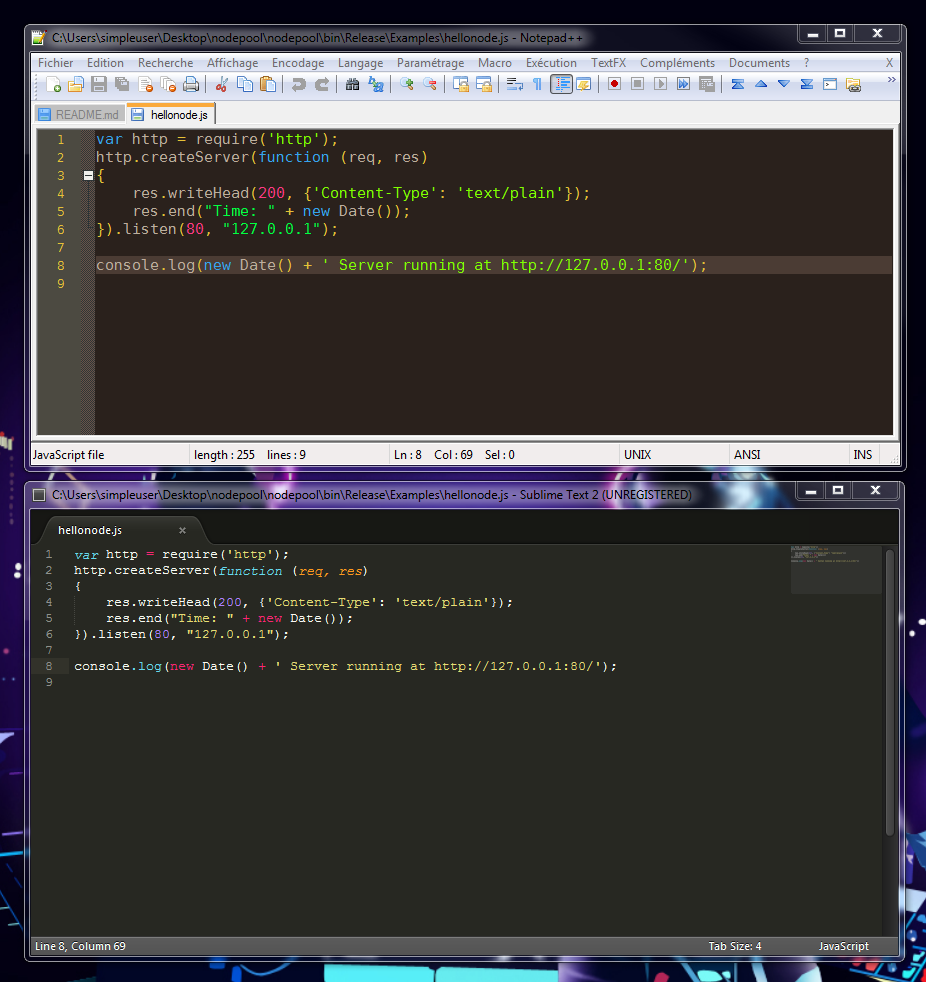 C:\Users\simpleuser\Desktop\nodepool\nodepool\bin\Release\Examples\hellonode.js - Notepad++
Fichier Edition Recherche Affichage Encodage Langage Paramétrage Macro Exécution TextFX Compléments Documents ? X
README.md hellonode.js
1 var http = require('http');
2 http.createServer(function (req, res)
3 {
4 res.writeHead(200, {'Content-Type': 'text/plain'});
5 res.end("Time: " + new Date());
6 }).listen(80, "127.0.0.1");
7
8 console.log(new Date() + ' Server running at http://127.0.0.1:80/');
9
JavaScript file length : 255 lines : 9 Ln : 8 Col : 69 Sel : 0 UNIX ANSI INS
C:\Users\simpleuser\Desktop\nodepool\nodepool\bin\Release\Examples\hellonode.js - Sublime Text 2 (UNREGISTERED)
hellonode.js
1 var http = require('http');
2 http.createServer(function (req, res)
3 {
4 res.writeHead(200, {'Content-Type': 'text/plain'});
5 res.end("Time: " + new Date());
6 }).listen(80, "127.0.0.1");
7
8 console.log(new Date() + ' Server running at http://127.0.0.1:80/');
9
Line 8, Column 69 Tab Size: 4 JavaScript